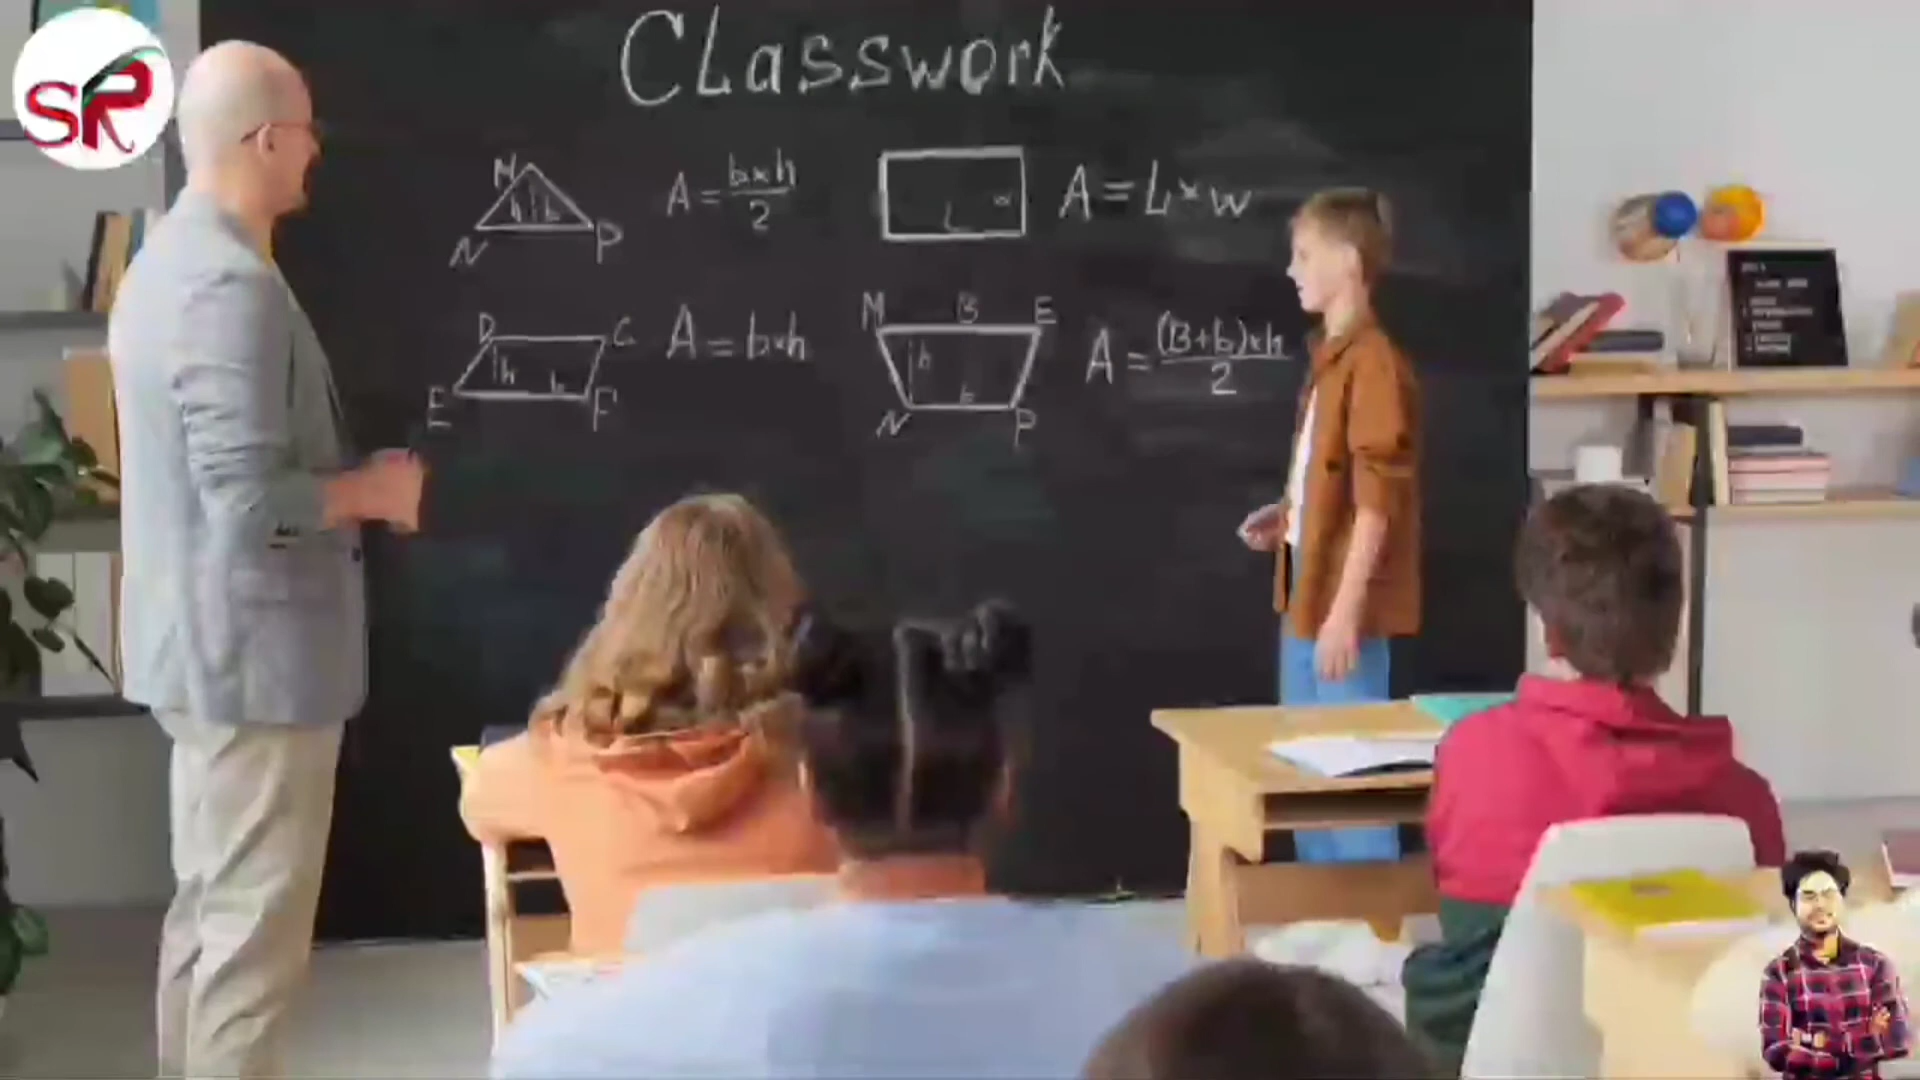 SR
Classwork
M
h b
N P
A = b×h/2
L w
A = L×w
D C
h b
E F
A = b×h
M B E
h
b
N P
A = (B+b)×h/2